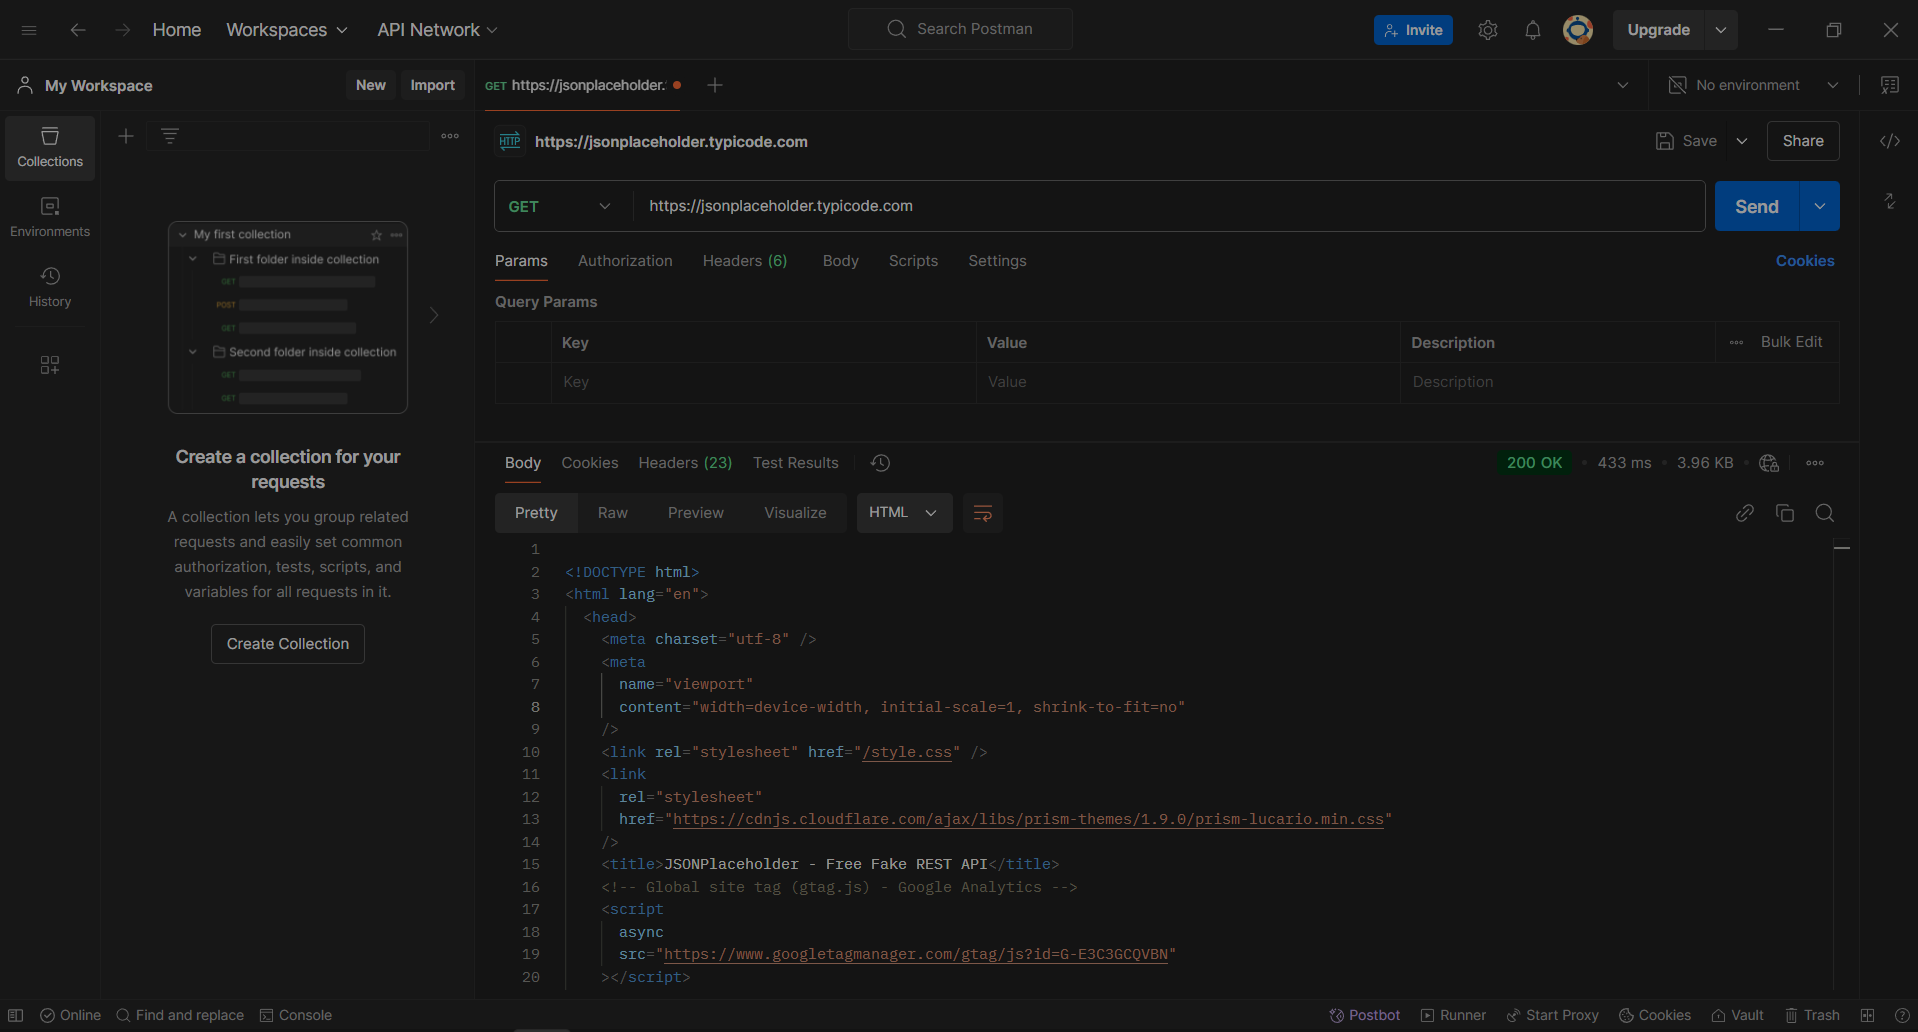 Home Workspaces API Network Search Postman Invite Upgrade
My Workspace New Import GET https://jsonplaceholder. No environment
Collections
Environments
History
My first collection
First folder inside collection
GET
POST
GET
Second folder inside collection
GET
GET
Create a collection for your
requests
A collection lets you group related
requests and easily set common
authorization, tests, scripts, and
variables for all requests in it.
Create Collection
HTTP https://jsonplaceholder.typicode.com Save Share
GET https://jsonplaceholder.typicode.com Send
Params Authorization Headers (6) Body Scripts Settings Cookies
Query Params
Key Value Description Bulk Edit
Key Value Description
Body Cookies Headers (23) Test Results 200 OK 433 ms 3.96 KB
Pretty Raw Preview Visualize HTML
1
2 <!DOCTYPE html>
3 <html lang="en">
4 <head>
5 <meta charset="utf-8" />
6 <meta
7 name="viewport"
8 content="width=device-width, initial-scale=1, shrink-to-fit=no"
9 />
10 <link rel="stylesheet" href="/style.css" />
11 <link
12 rel="stylesheet"
13 href="https://cdnjs.cloudflare.com/ajax/libs/prism-themes/1.9.0/prism-lucario.min.css"
14 />
15 <title>JSONPlaceholder - Free Fake REST API</title>
16 <!-- Global site tag (gtag.js) - Google Analytics -->
17 <script
18 async
19 src="https://www.googletagmanager.com/gtag/js?id=G-E3C3GCQVBN"
20 ></script>
Online Find and replace Console Postbot Runner Start Proxy Cookies Vault Trash